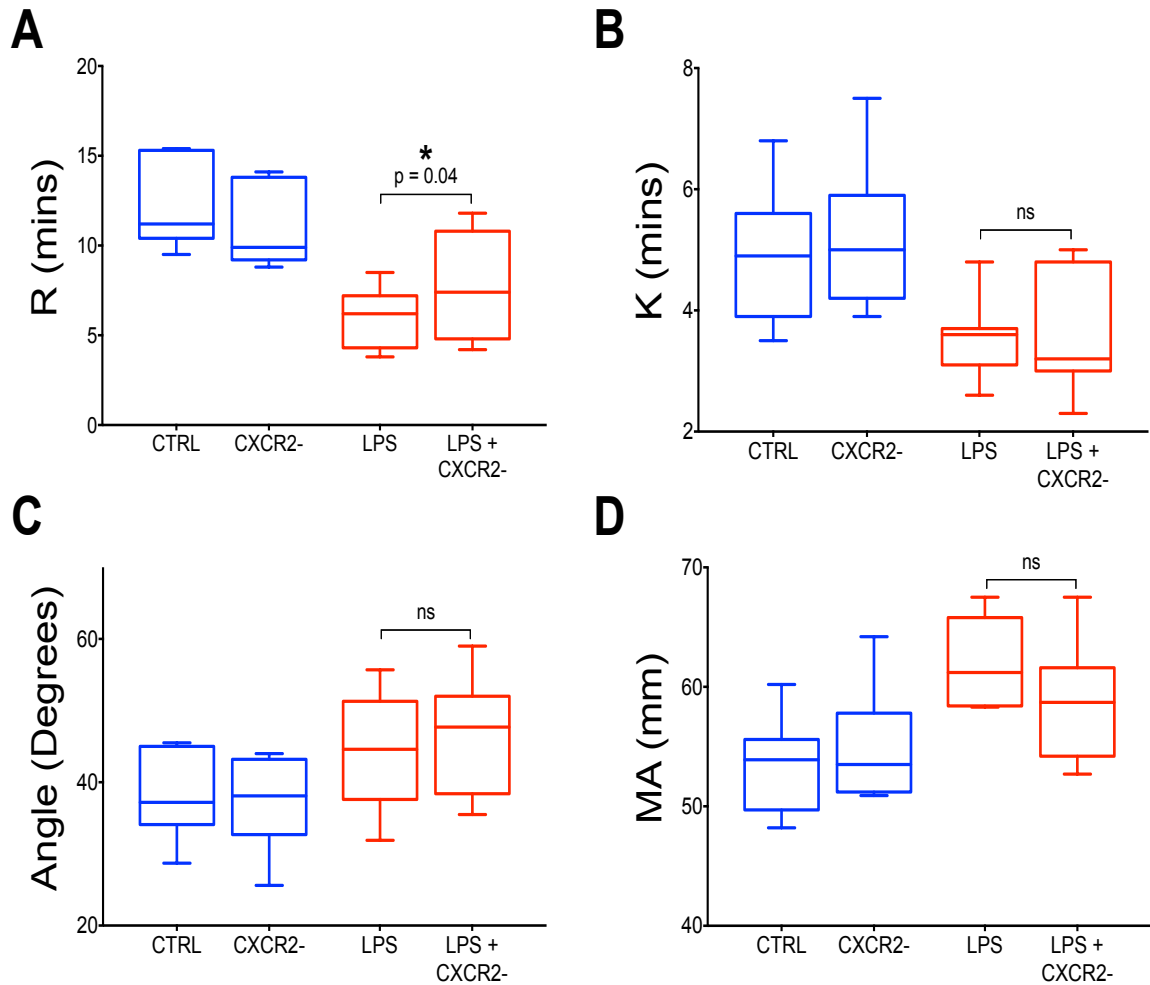 A
R (mins)
20
15
10
5
0
*
p = 0.04
CTRL
CXCR2-
LPS
LPS +
CXCR2-
B
K (mins)
8
6
4
2
ns
CTRL
CXCR2-
LPS
LPS +
CXCR2-
C
Angle (Degrees)
60
40
20
ns
CTRL
CXCR2-
LPS
LPS +
CXCR2-
D
MA (mm)
70
60
50
40
ns
CTRL
CXCR2-
LPS
LPS +
CXCR2-